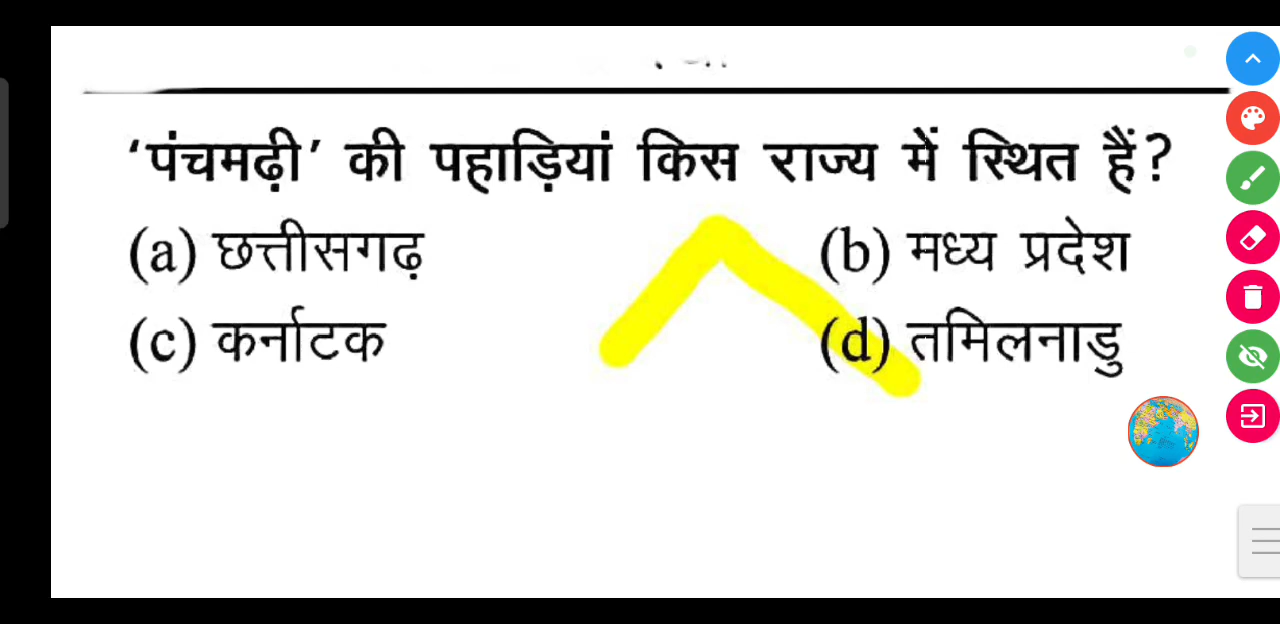 ‘पंचमढ़ी’ की पहाड़ियां किस राज्य में स्थित हैं?
(a) छत्तीसगढ़ (b) मध्य प्रदेश
(c) कर्नाटक (d) तमिलनाडु